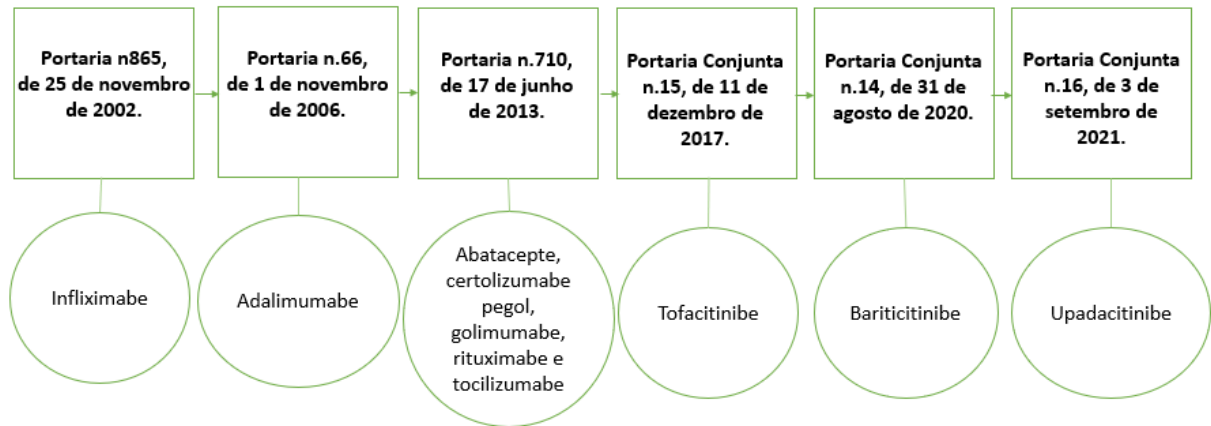 Portaria n865,
de 25 de novembro
de 2002.
Portaria n.66,
de 1 de novembro
de 2006.
Portaria n.710,
de 17 de junho
de 2013.
Portaria Conjunta
n.15, de 11 de
dezembro de
2017.
Portaria Conjunta
n.14, de 31 de
agosto de 2020.
Portaria Conjunta
n.16, de 3 de
setembro de
2021.
Infliximabe
Adalimumabe
Abatacepte,
certolizumabe
pegol,
golimumabe,
rituximabe e
tocilizumabe
Tofacitinibe
Bariticitinibe
Upadacitinibe